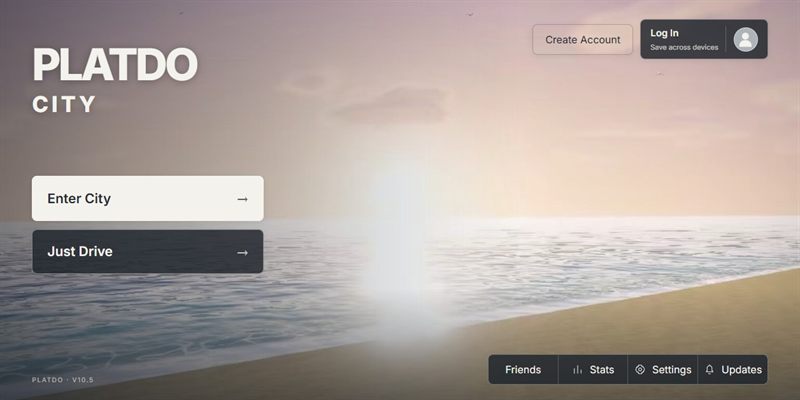 PLATDO
CITY
Create Account
Log In
Save across devices
Enter City →
Just Drive →
PLATDO · V10.5
Friends
Stats
Settings
Updates